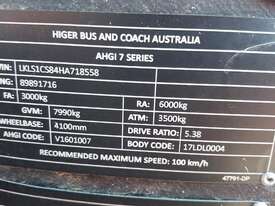 HIGER BUS AND COACH AUSTRALIA
AHGI 7 SERIES
VIN: LKLS1CS84HA718558
89891716
FA: 3000kg RA: 6000kg
GVM: 7990kg ATM: 3500kg
WHEELBASE: 4100mm DRIVE RATIO: 5.38
AHGI CODE: V1601007 BODY CODE: 17LDL0004
RECOMMENDED MAXIMUM SPEED: 100 km/h
47791-DP